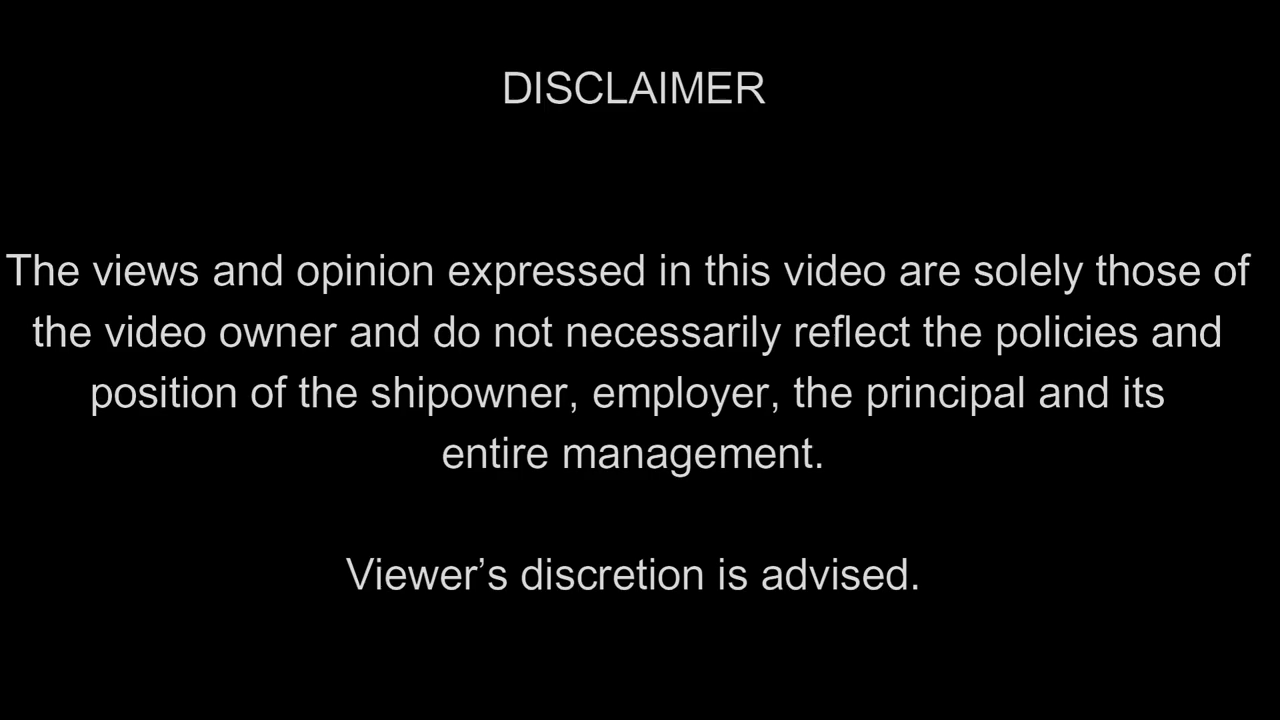 DISCLAIMER
The views and opinion expressed in this video are solely those of
the video owner and do not necessarily reflect the policies and
position of the shipowner, employer, the principal and its
entire management.
Viewer’s discretion is advised.